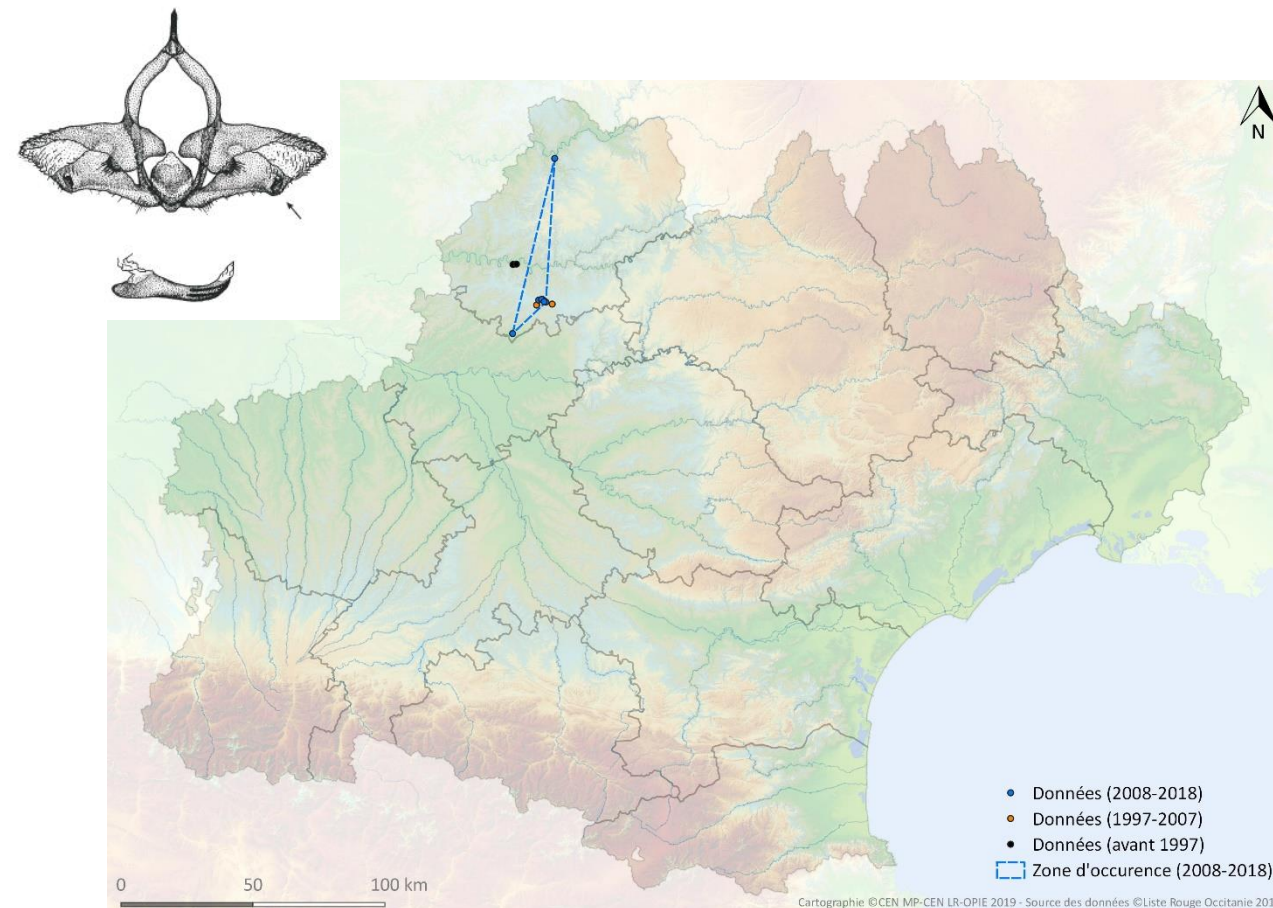 N
Données (2008-2018)
Données (1997-2007)
Données (avant 1997)
Zone d'occurence (2008-2018)
0 50 100 km
Cartographie ©CEN MP-CEN LR-OPIE 2019 - Source des données ©Liste Rouge Occitanie 201